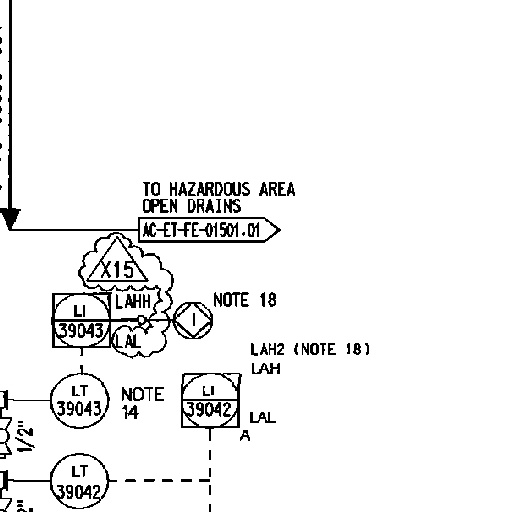 TO HAZARDOUS AREA
OPEN DRAINS
AC-ET-FE-01501.01
X15
LAHH
NOTE 18
LI
39043
I
LAL
LAH2 (NOTE 18)
LAH
LT
39043
NOTE
14
LI
39042
LAL
A
1/2"
LT
39042